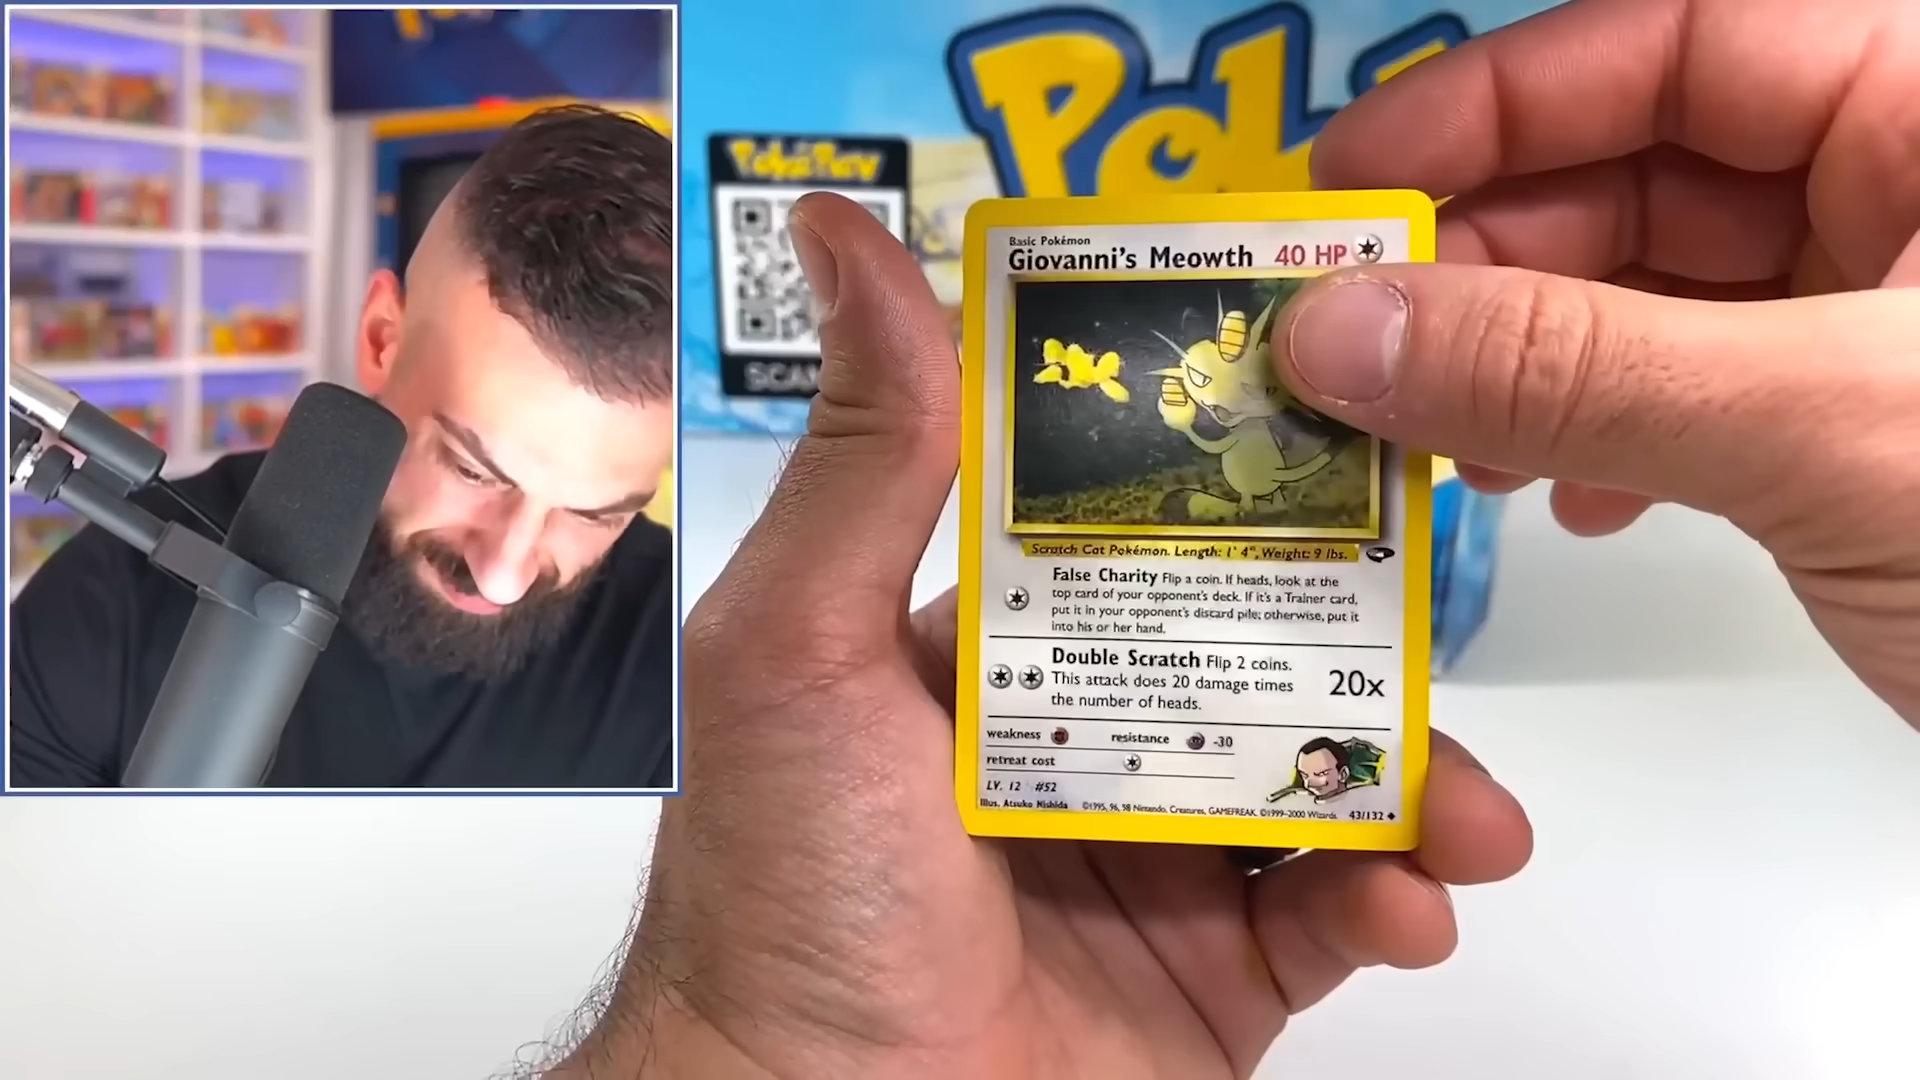 PokéRev
SCAN
Poké
Basic Pokémon
Giovanni's Meowth 40 HP
Scratch Cat Pokémon. Length: 1' 4", Weight: 9 lbs.
False Charity Flip a coin. If heads, look at the
top card of your opponent's deck. If it's a Trainer card,
put it in your opponent's discard pile; otherwise, put it
into his or her hand.
Double Scratch Flip 2 coins.
This attack does 20 damage times
the number of heads.
20x
weakness resistance -30
retreat cost
LV. 12 #52
Illus. Atsuko Nishida ©1995, 96, 98 Nintendo, Creatures, GAMEFREAK. ©1999-2000 Wizards. 43/132